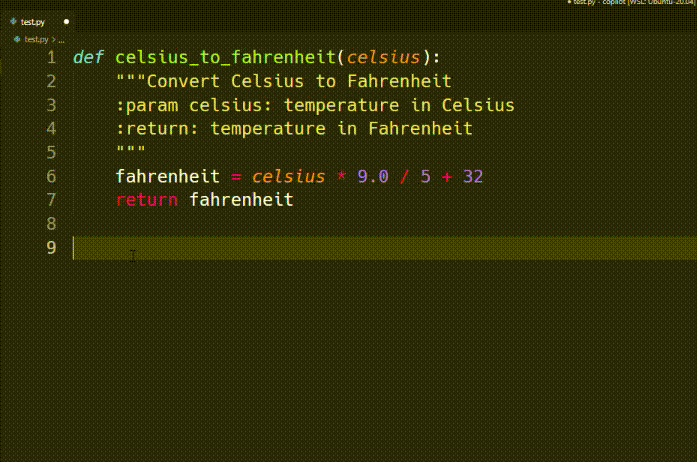 test.py - copilot [WSL: Ubuntu-20.04]
test.py
test.py > ...
1 def celsius_to_fahrenheit(celsius):
2     """Convert Celsius to Fahrenheit
3     :param celsius: temperature in Celsius
4     :return: temperature in Fahrenheit
5     """
6     fahrenheit = celsius * 9.0 / 5 + 32
7     return fahrenheit
8
9